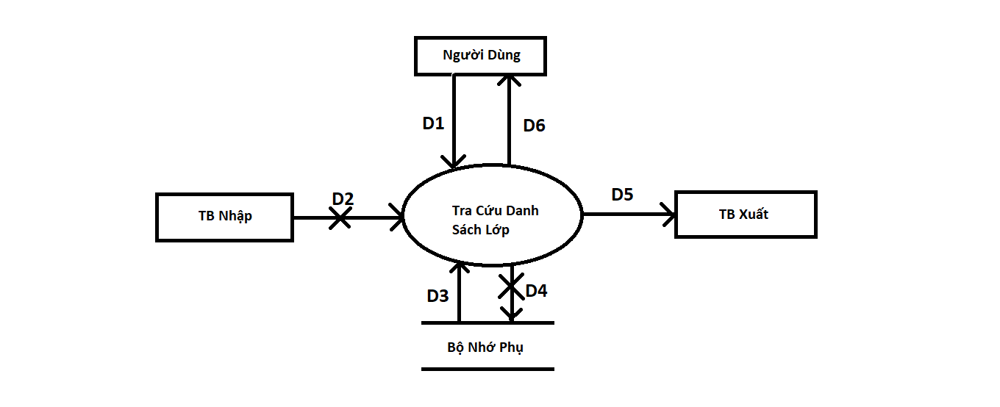 Người Dùng
D1
D6
D2
D5
TB Nhập
Tra Cứu Danh
Sách Lớp
TB Xuất
D3
D4
Bộ Nhớ Phụ